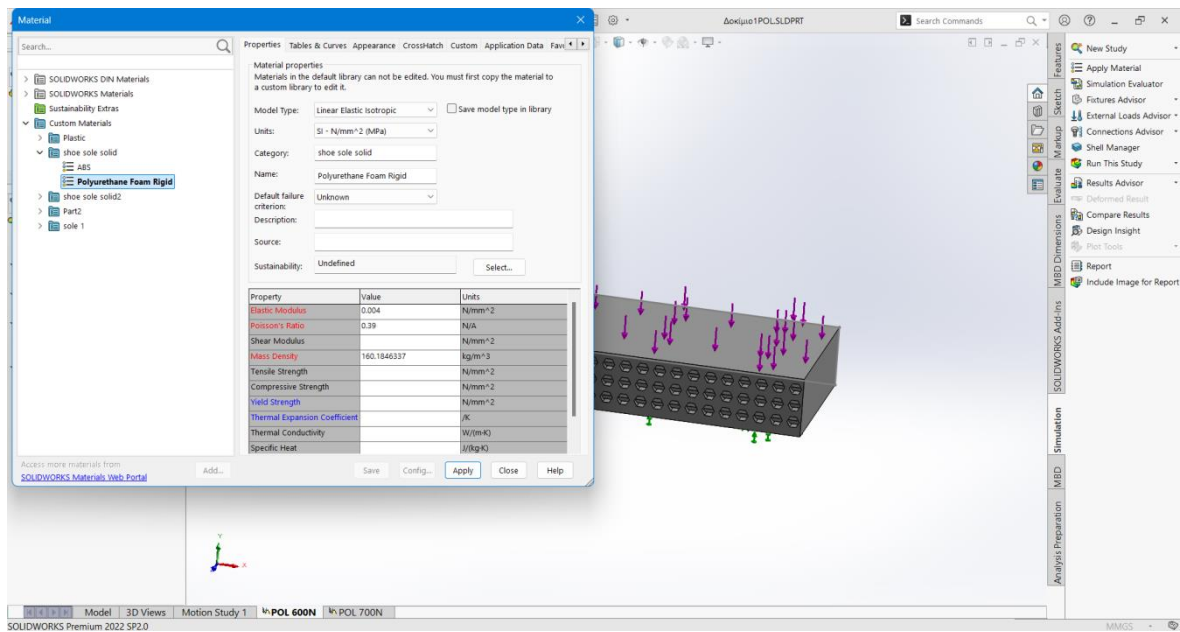 Material
Δοκίμιο1POL.SLDPRT
Search Commands
Search...
SOLIDWORKS DIN Materials
SOLIDWORKS Materials
Sustainability Extras
Custom Materials
Plastic
shoe sole solid
ABS
Polyurethane Foam Rigid
shoe sole solid2
Part2
sole 1
Access more materials from
SOLIDWORKS Materials Web Portal
Add...
Properties Tables & Curves Appearance CrossHatch Custom Application Data Favo
Material properties
Materials in the default library can not be edited. You must first copy the material to
a custom library to edit it.
Model Type: Linear Elastic Isotropic Save model type in library
Units: SI - N/mm^2 (MPa)
Category: shoe sole solid
Name: Polyurethane Foam Rigid
Default failure criterion: Unknown
Description:
Source:
Sustainability: Undefined Select...
Property Value Units
Elastic Modulus 0.004 N/mm^2
Poisson's Ratio 0.39 N/A
Shear Modulus N/mm^2
Mass Density 160.1846337 kg/m^3
Tensile Strength N/mm^2
Compressive Strength N/mm^2
Yield Strength N/mm^2
Thermal Expansion Coefficient /K
Thermal Conductivity W/(m·K)
Specific Heat J/(kg·K)
Save Config... Apply Close Help
Features
Sketch
Markup
Evaluate
MBD Dimensions
SOLIDWORKS Add-Ins
Simulation
MBD
Analysis Preparation
New Study
Apply Material
Simulation Evaluator
Fixtures Advisor
External Loads Advisor
Connections Advisor
Shell Manager
Run This Study
Results Advisor
Deformed Result
Compare Results
Design Insight
Plot Tools
Report
Include Image for Report
Y
X
Model 3D Views Motion Study 1 POL 600N POL 700N
SOLIDWORKS Premium 2022 SP2.0
MMGS